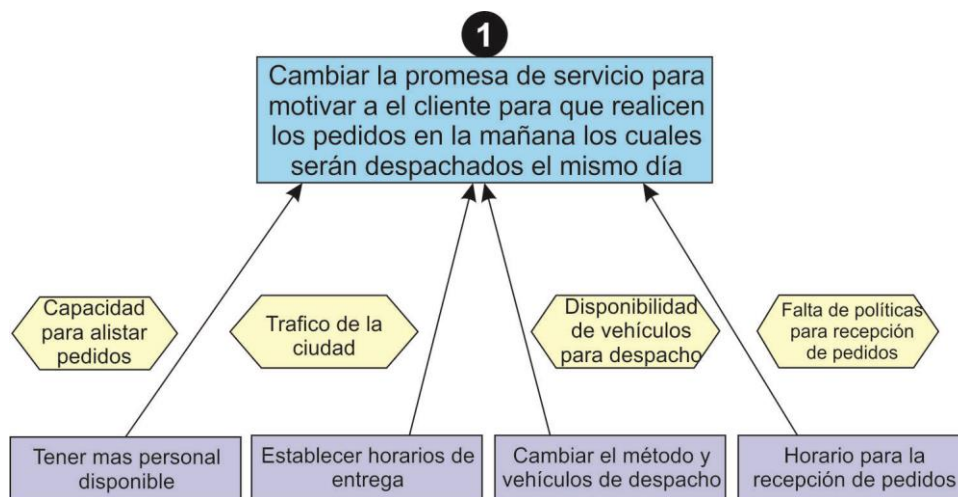 1
Cambiar la promesa de servicio para
motivar a el cliente para que realicen
los pedidos en la mañana los cuales
serán despachados el mismo día
Capacidad
para alistar
pedidos
Trafico de la
ciudad
Disponibilidad
de vehículos
para despacho
Falta de políticas
para recepción
de pedidos
Tener mas personal
disponible
Establecer horarios de
entrega
Cambiar el método y
vehículos de despacho
Horario para la
recepción de pedidos